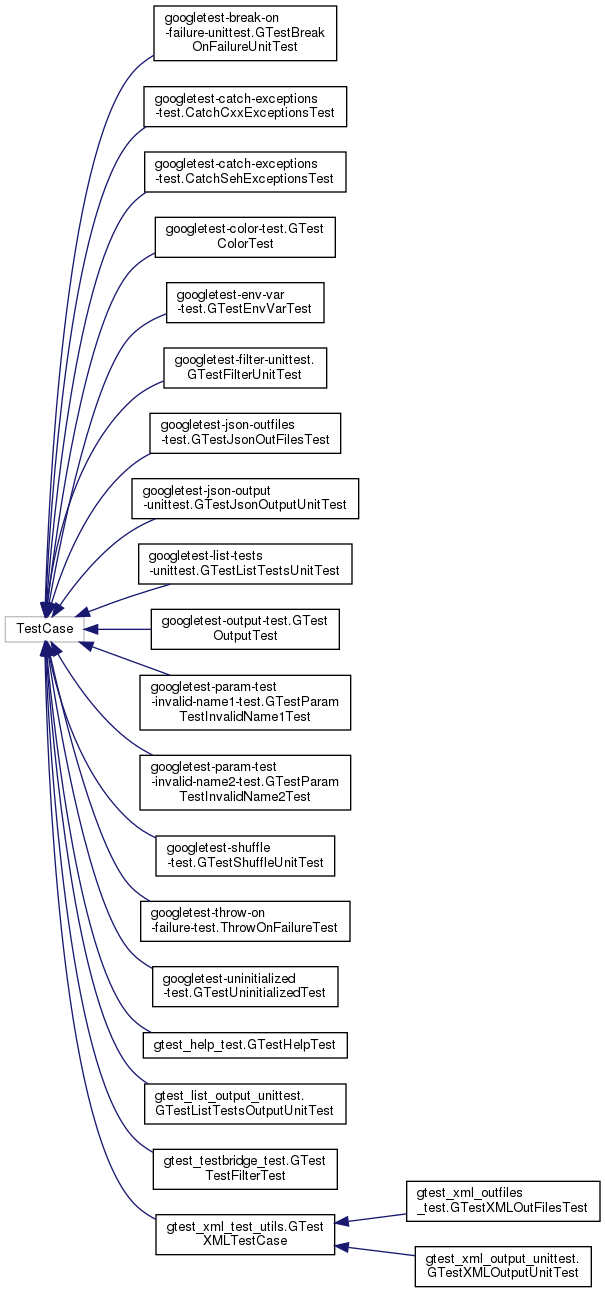 googletest-break-on
-failure-unittest.GTestBreak
OnFailureUnitTest
googletest-catch-exceptions
-test.CatchCxxExceptionsTest
googletest-catch-exceptions
-test.CatchSehExceptionsTest
googletest-color-test.GTest
ColorTest
googletest-env-var
-test.GTestEnvVarTest
googletest-filter-unittest.
GTestFilterUnitTest
googletest-json-outfiles
-test.GTestJsonOutFilesTest
googletest-json-output
-unittest.GTestJsonOutputUnitTest
googletest-list-tests
-unittest.GTestListTestsUnitTest
TestCase
googletest-output-test.GTest
OutputTest
googletest-param-test
-invalid-name1-test.GTestParam
TestInvalidName1Test
googletest-param-test
-invalid-name2-test.GTestParam
TestInvalidName2Test
googletest-shuffle
-test.GTestShuffleUnitTest
googletest-throw-on
-failure-test.ThrowOnFailureTest
googletest-uninitialized
-test.GTestUninitializedTest
gtest_help_test.GTestHelpTest
gtest_list_output_unittest.
GTestListTestsOutputUnitTest
gtest_testbridge_test.GTest
TestFilterTest
gtest_xml_test_utils.GTest
XMLTestCase
gtest_xml_outfiles
_test.GTestXMLOutFilesTest
gtest_xml_output_unittest.
GTestXMLOutputUnitTest